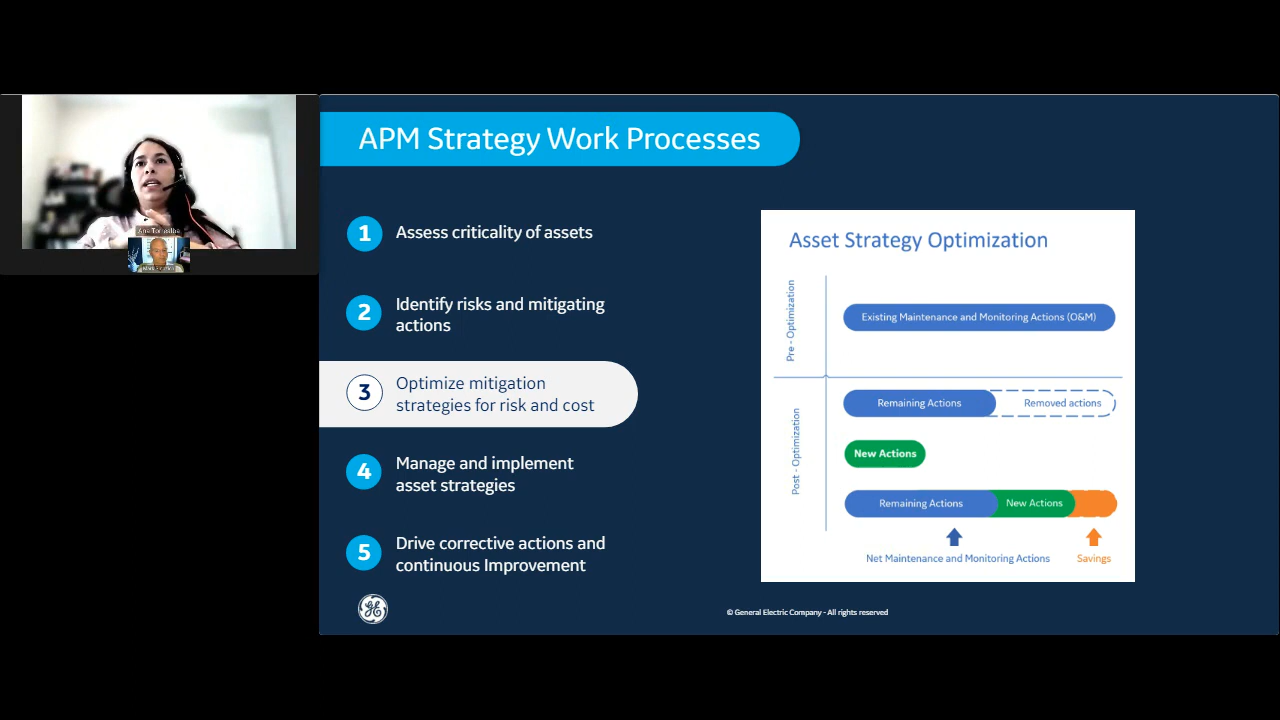 APM Strategy Work Processes
1
Assess criticality of assets
2
Identify risks and mitigating
actions
3
Optimize mitigation
strategies for risk and cost
4
Manage and implement
asset strategies
5
Drive corrective actions and
continuous Improvement
Asset Strategy Optimization
Pre - Optimization
Existing Maintenance and Monitoring Actions (O&M)
Post - Optimization
Remaining Actions
Removed actions
New Actions
Remaining Actions
New Actions
Net Maintenance and Monitoring Actions
Savings
© General Electric Company - All rights reserved
Ana Torrealba